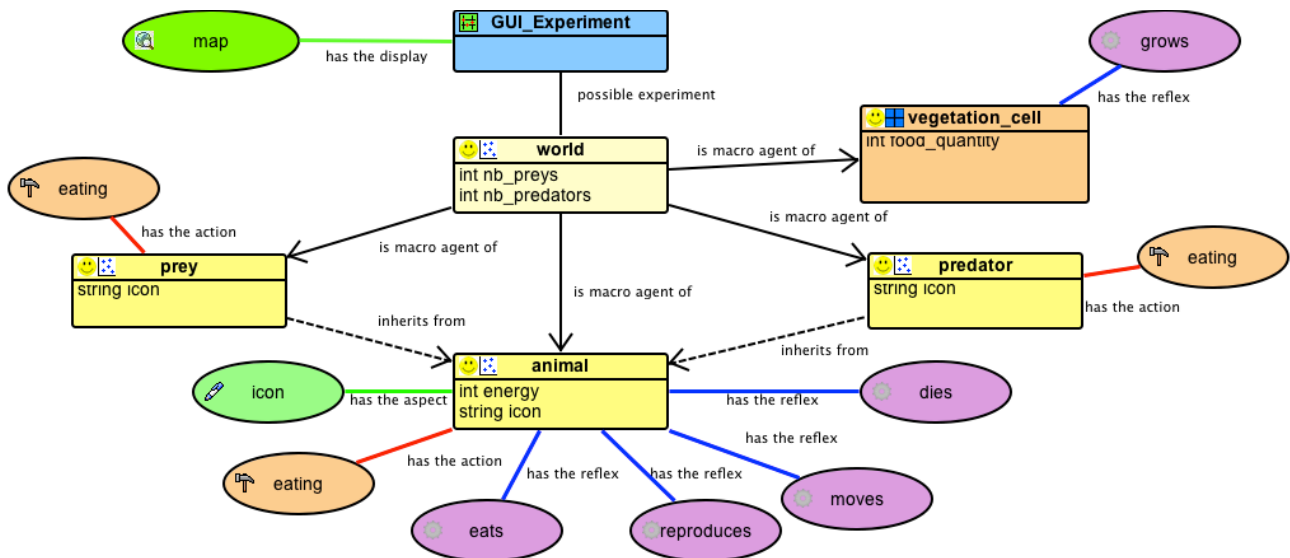 GUI_Experiment
map
has the display
grows
possible experiment
has the reflex
vegetation_cell
int food_quantity
world
is macro agent of
int nb_preys
int nb_predators
eating
is macro agent of
has the action
is macro agent of
prey
string icon
predator
string icon
eating
is macro agent of
has the action
inherits from
inherits from
animal
int energy
string icon
icon
has the aspect
has the reflex
dies
has the action
has the reflex
has the reflex
has the reflex
eating
moves
eats
reproduces